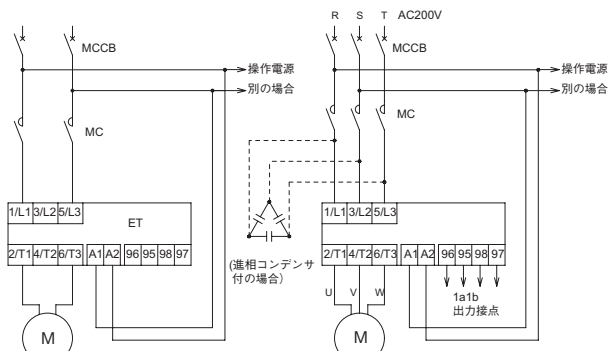 R S T AC200V
MCCB
MCCB
操作電源
操作電源
別の場合
別の場合
MC
MC
1/L1 3/L2 5/L3
ET
2/T1 4/T2 6/T3 A1 A2 96 95 98 97
1/L1 3/L2 5/L3
2/T1 4/T2 6/T3 A1 A2 96 95 98 97
(進相コンデンサ
付の場合)
U V W
1a1b
出力接点
M
M